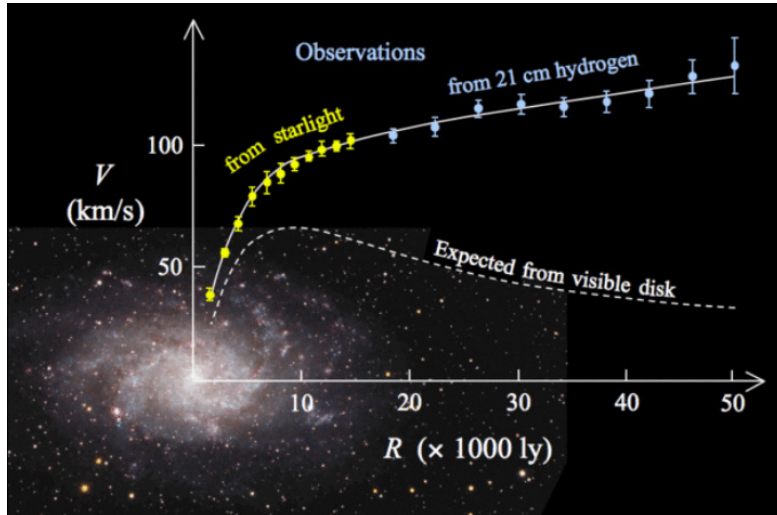 Observations
from 21 cm hydrogen
from starlight
100
V
(km/s)
50
Expected from visible disk
10
20
30
40
50
R (× 1000 ly)